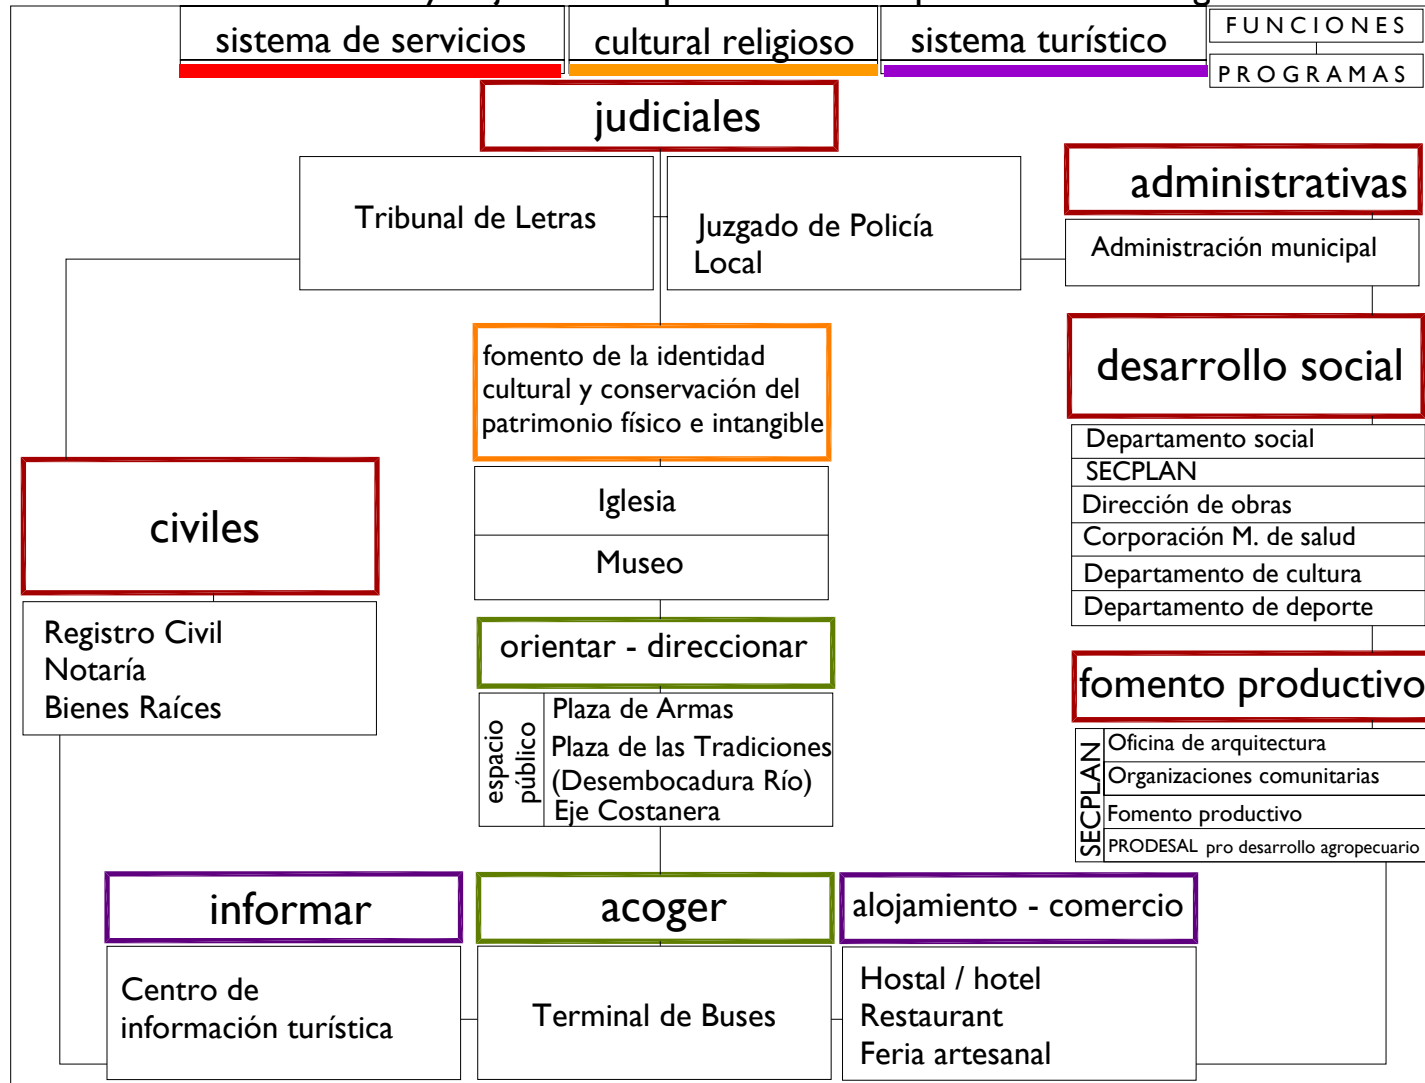 sistema de servicios
cultural religioso
sistema turístico
FUNCIONES
PROGRAMAS
judiciales
Tribunal de Letras
Juzgado de Policía
Local
administrativas
Administración municipal
fomento de la identidad
cultural y conservación del
patrimonio físico e intangible
Iglesia
Museo
desarrollo social
Departamento social
SECPLAN
Dirección de obras
Corporación M. de salud
Departamento de cultura
Departamento de deporte
civiles
Registro Civil
Notaría
Bienes Raíces
orientar - direccionar
espacio
público
Plaza de Armas
Plaza de las Tradiciones
(Desembocadura Río)
Eje Costanera
fomento productivo
SECPLAN
Oficina de arquitectura
Organizaciones comunitarias
Fomento productivo
PRODESAL pro desarrollo agropecuario
informar
Centro de
información turística
acoger
Terminal de Buses
alojamiento - comercio
Hostal / hotel
Restaurant
Feria artesanal